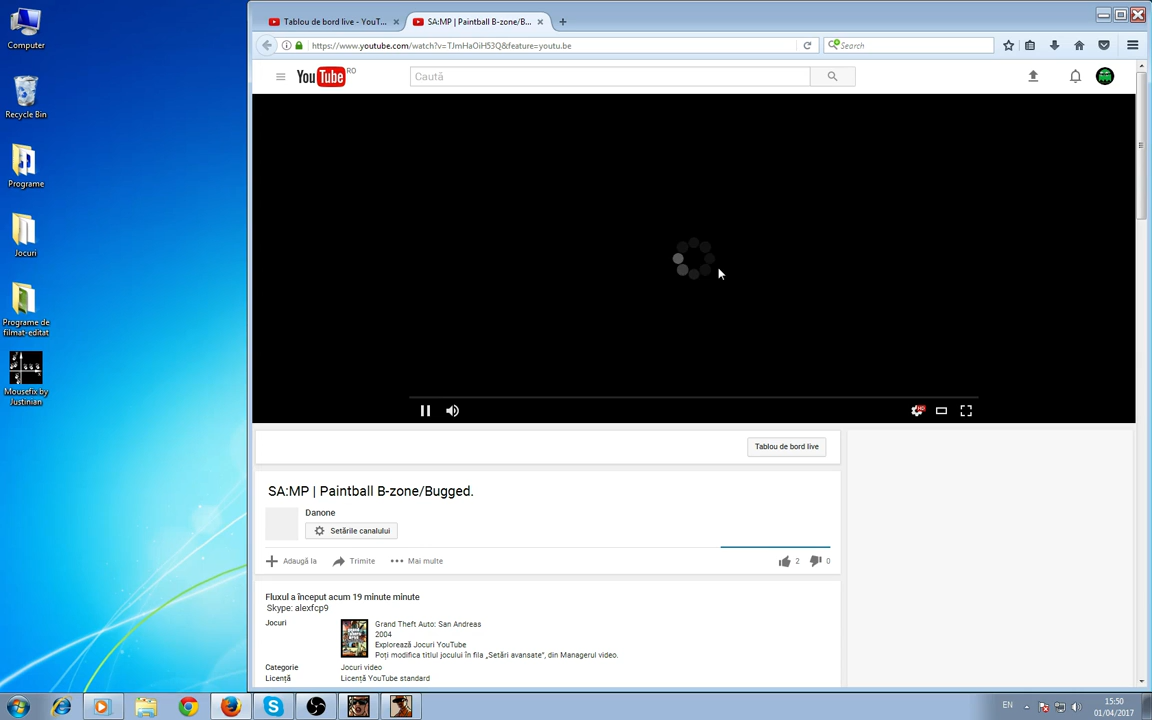 Computer
Recycle Bin
Programe
Jocuri
Programe de
filmat-editat
Mousefix by
Justinian
Tablou de bord live - YouT...
SA:MP | Paintball B-zone/B...
https://www.youtube.com/watch?v=TJmHaOiH53Q&feature=youtu.be
Search
YouTube RO
Caută
HD
Tablou de bord live
SA:MP | Paintball B-zone/Bugged.
Danone
Setările canalului
Adaugă la
Trimite
Mai multe
2
0
Fluxul a început acum 19 minute minute
Skype: alexfcp9
Jocuri
Grand Theft Auto: San Andreas
2004
Explorează Jocuri YouTube
Poți modifica titlul jocului în fila „Setări avansate”, din Managerul video.
Categorie
Jocuri video
Licență
Licență YouTube standard
EN
15:50
01/04/2017